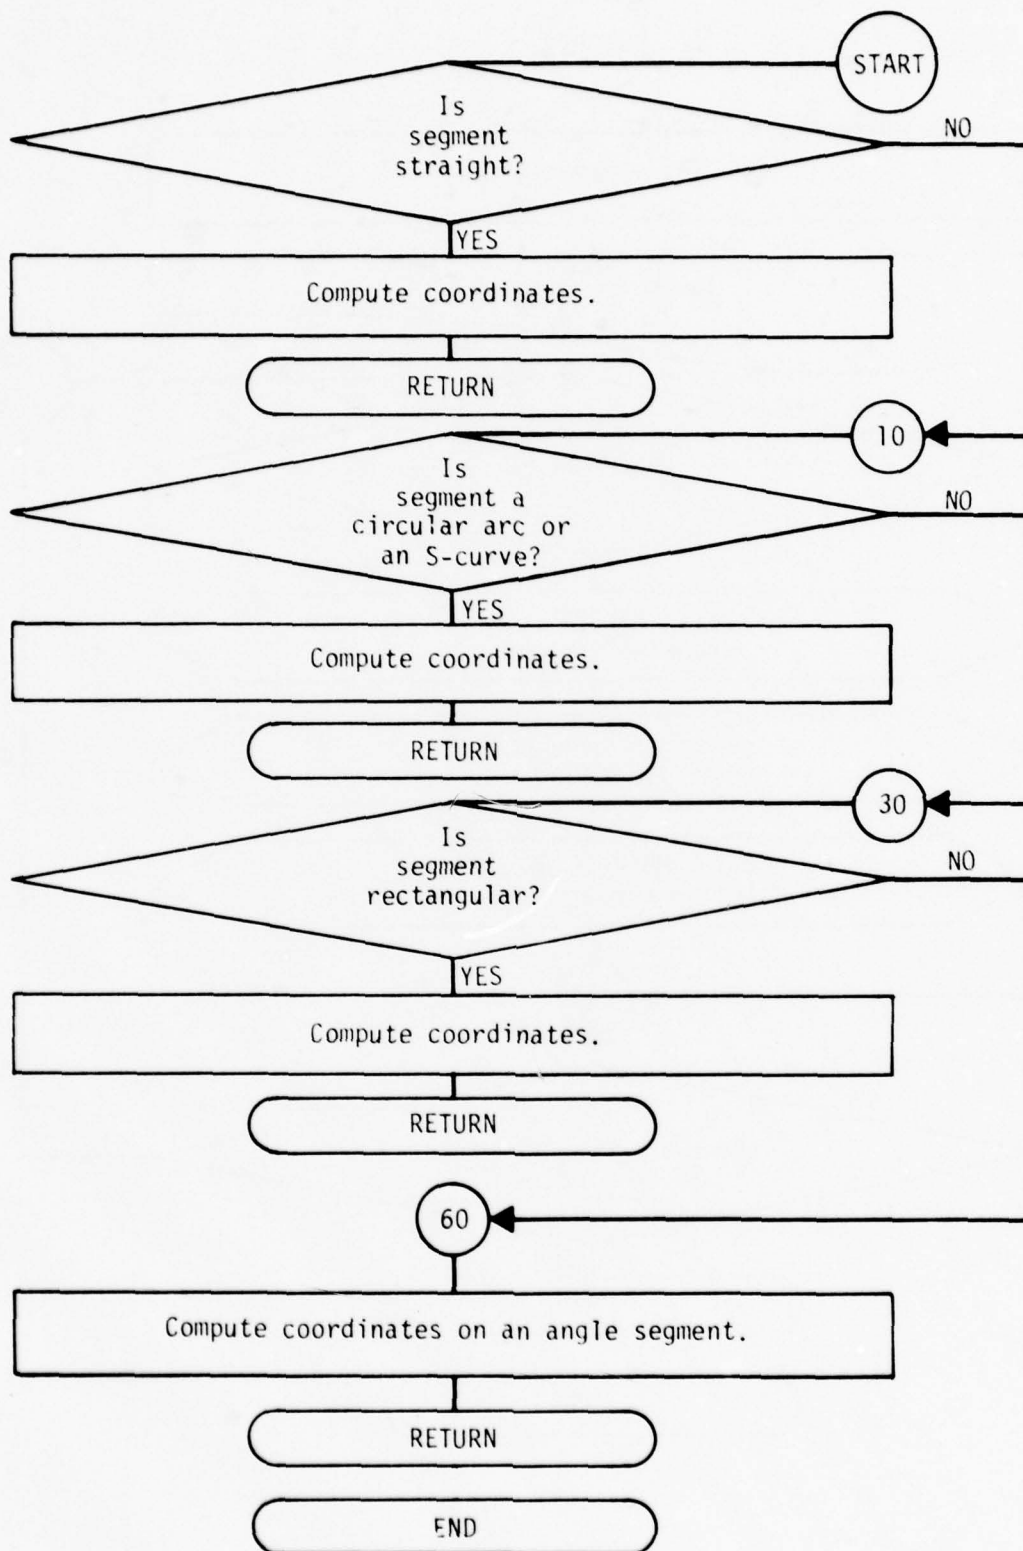 START
Is
segment
straight?
NO
YES
Compute coordinates.
RETURN
10
Is
segment a
circular arc or
an S-curve?
NO
YES
Compute coordinates.
RETURN
30
Is
segment
rectangular?
NO
YES
Compute coordinates.
RETURN
60
Compute coordinates on an angle segment.
RETURN
END